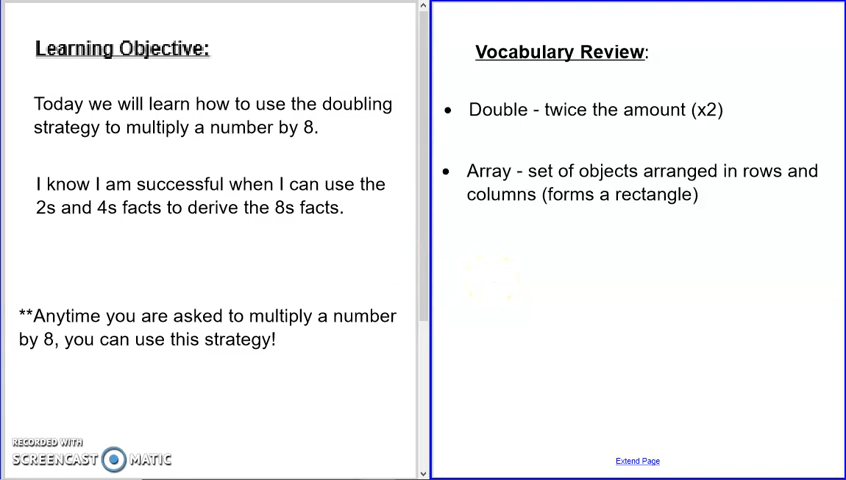 Learning Objective:
Today we will learn how to use the doubling
strategy to multiply a number by 8.
I know I am successful when I can use the
2s and 4s facts to derive the 8s facts.
**Anytime you are asked to multiply a number
by 8, you can use this strategy!
RECORDED WITH
SCREENCAST MATIC
Vocabulary Review:
• Double - twice the amount (x2)
• Array - set of objects arranged in rows and
columns (forms a rectangle)
Extend Page